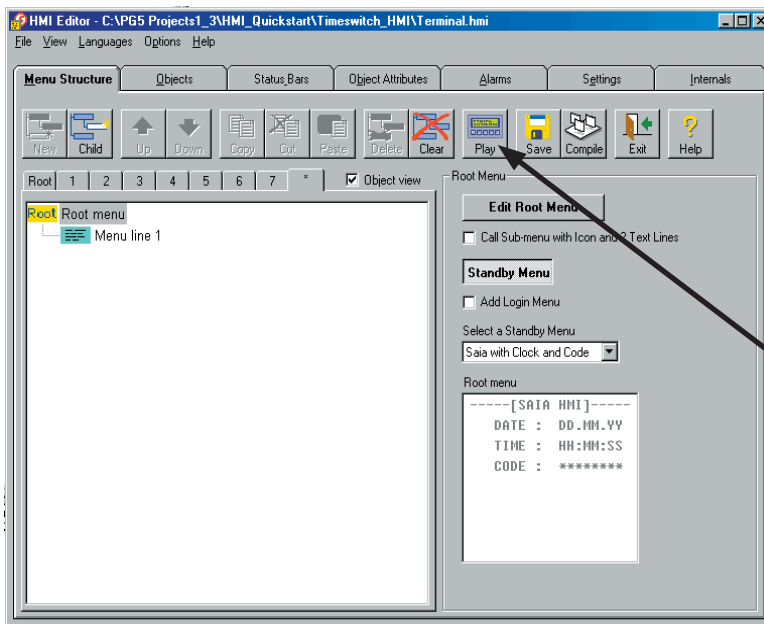 HMI Editor - C:\PG5 Projects1_3\HMI_Quickstart\Timeswitch_HMI\Terminal.hmi
File View Languages Options Help
Menu Structure Objects Status_Bars Object Attributes Alarms Settings Internals
New Child Up Down Copy Cut Paste Delete Clear Play Save Compile Exit Help
Root 1 2 3 4 5 6 7 * Object view
Root Root menu
Menu line 1
Root Menu
Edit Root Menu
Call Sub-menu with Icon and 2 Text Lines
Standby Menu
Add Login Menu
Select a Standby Menu
Saia with Clock and Code
Root menu
-----[SAIA HMI]-----
DATE : DD.MM.YY
TIME : HH:MM:SS
CODE : ********